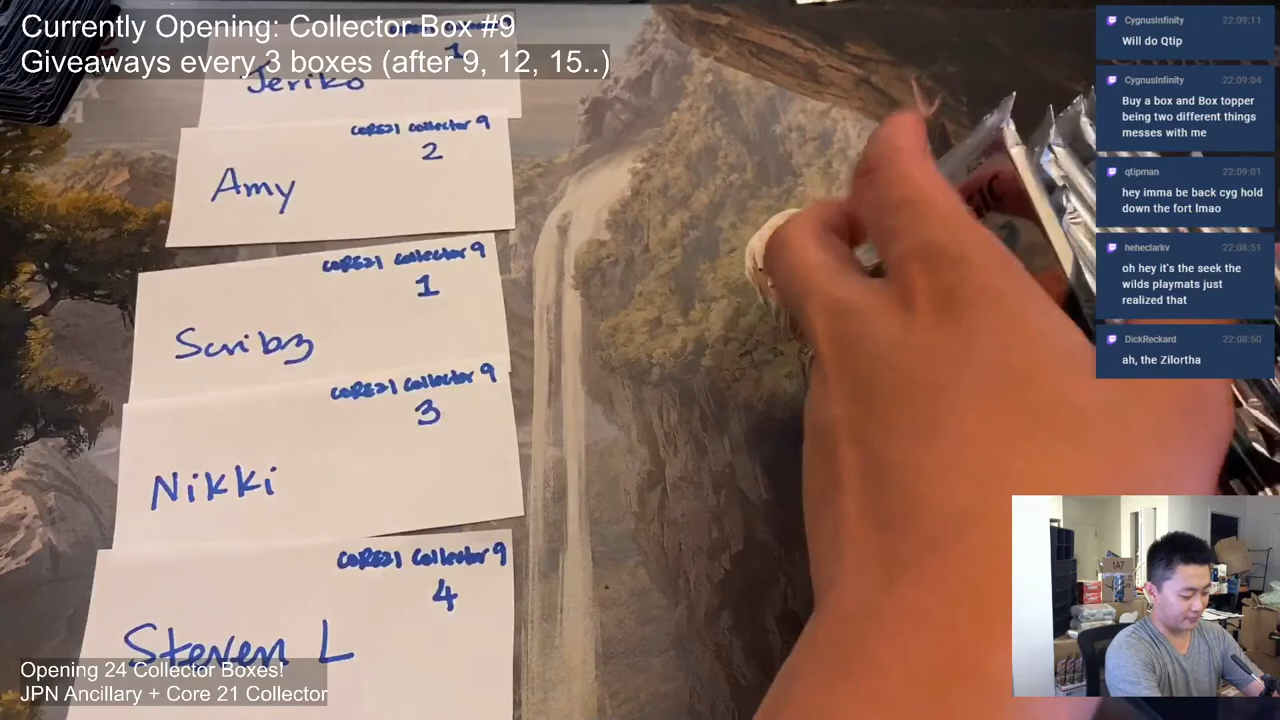 Currently Opening: Collector Box #9
Giveaways every 3 boxes (after 9, 12, 15..)
1
Jeriko
CORE21 Collector 9
2
Amy
CORE21 Collector 9
1
Scribz
CORE21 Collector 9
3
Nikki
CORE21 Collector 9
4
Steven L
Opening 24 Collector Boxes!
JPN Ancillary + Core 21 Collector
CygnusInfinity 22:09:11
Will do Qtip
CygnusInfinity 22:09:04
Buy a box and Box topper
being two different things
messes with me
qtipman 22:09:01
hey imma be back cyg hold
down the fort lmao
heheclarkv 22:08:51
oh hey it's the seek the
wilds playmats just
realized that
DickReckard 22:08:50
ah, the Zilortha
1A7